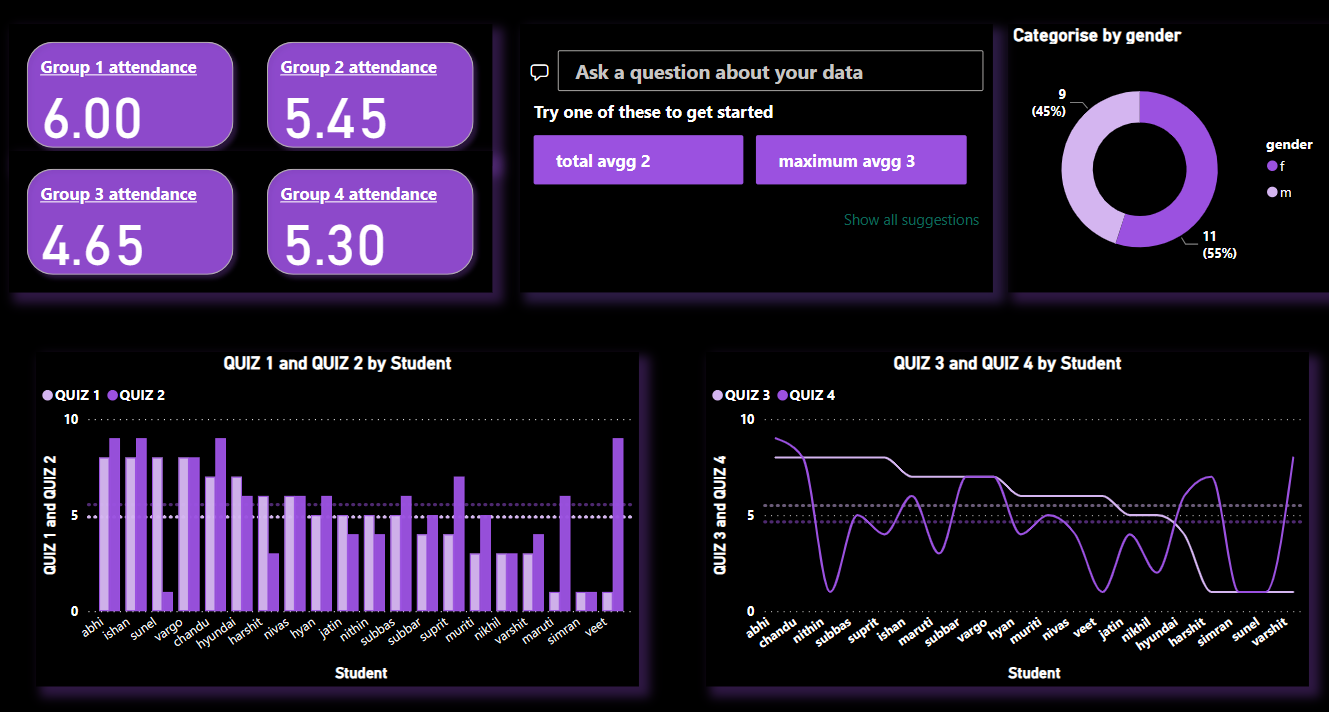 Group 1 attendance
6.00
Group 2 attendance
5.45
Group 3 attendance
4.65
Group 4 attendance
5.30
Ask a question about your data
Try one of these to get started
total avgg 2
maximum avgg 3
Show all suggestions
Categorise by gender
9
(45%)
11
(55%)
gender
f
m
QUIZ 1 and QUIZ 2 by Student
QUIZ 1 QUIZ 2
QUIZ 1 and QUIZ 2
10
5
0
abhi ishan sunel vargo chandu hyundai harshit nivas hyan jatin nithin subbas subbar suprit muriti nikhil varshit maruti simran veet
Student
QUIZ 3 and QUIZ 4 by Student
QUIZ 3 QUIZ 4
QUIZ 3 and QUIZ 4
10
5
0
abhi chandu nithin subbas suprit ishan maruti subbar vargo hyan muriti nivas veet jatin nikhil hyundai harshit simran sunel varshit
Student